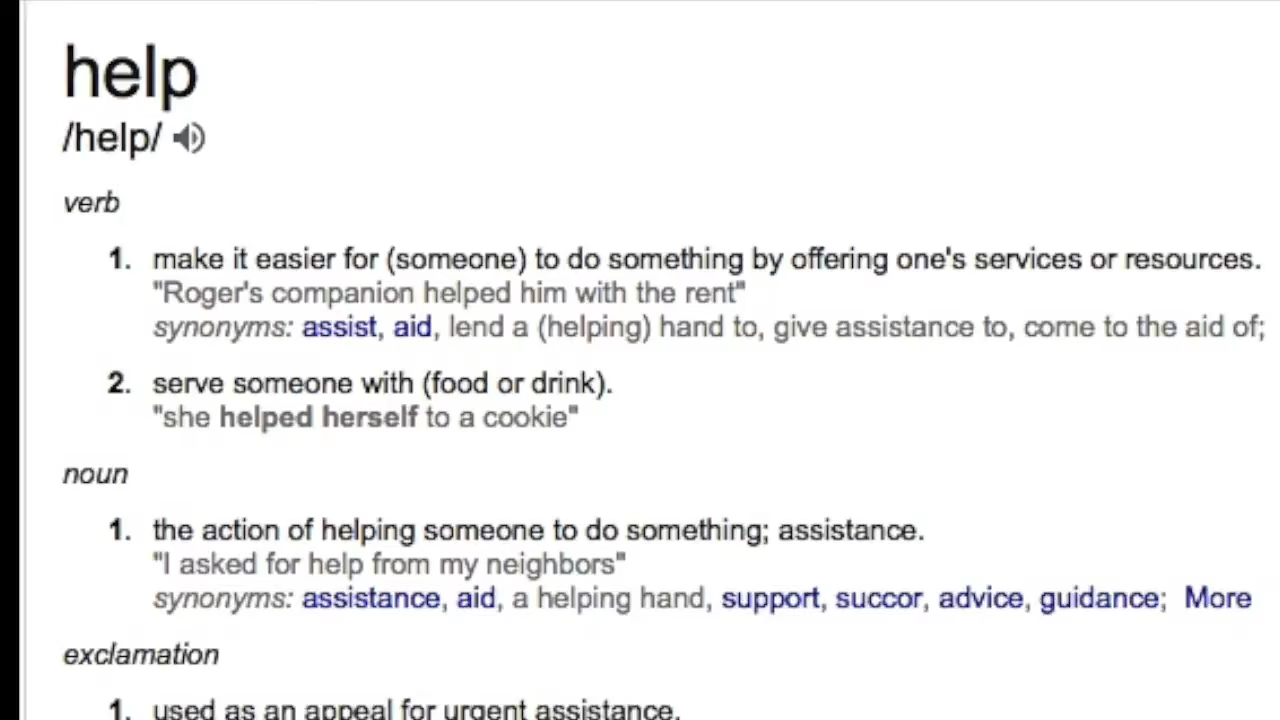 help
/help/
verb
1. make it easier for (someone) to do something by offering one's services or resources.
"Roger's companion helped him with the rent"
synonyms: assist, aid, lend a (helping) hand to, give assistance to, come to the aid of;
2. serve someone with (food or drink).
"she helped herself to a cookie"
noun
1. the action of helping someone to do something; assistance.
"I asked for help from my neighbors"
synonyms: assistance, aid, a helping hand, support, succor, advice, guidance; More
exclamation
1. used as an appeal for urgent assistance.